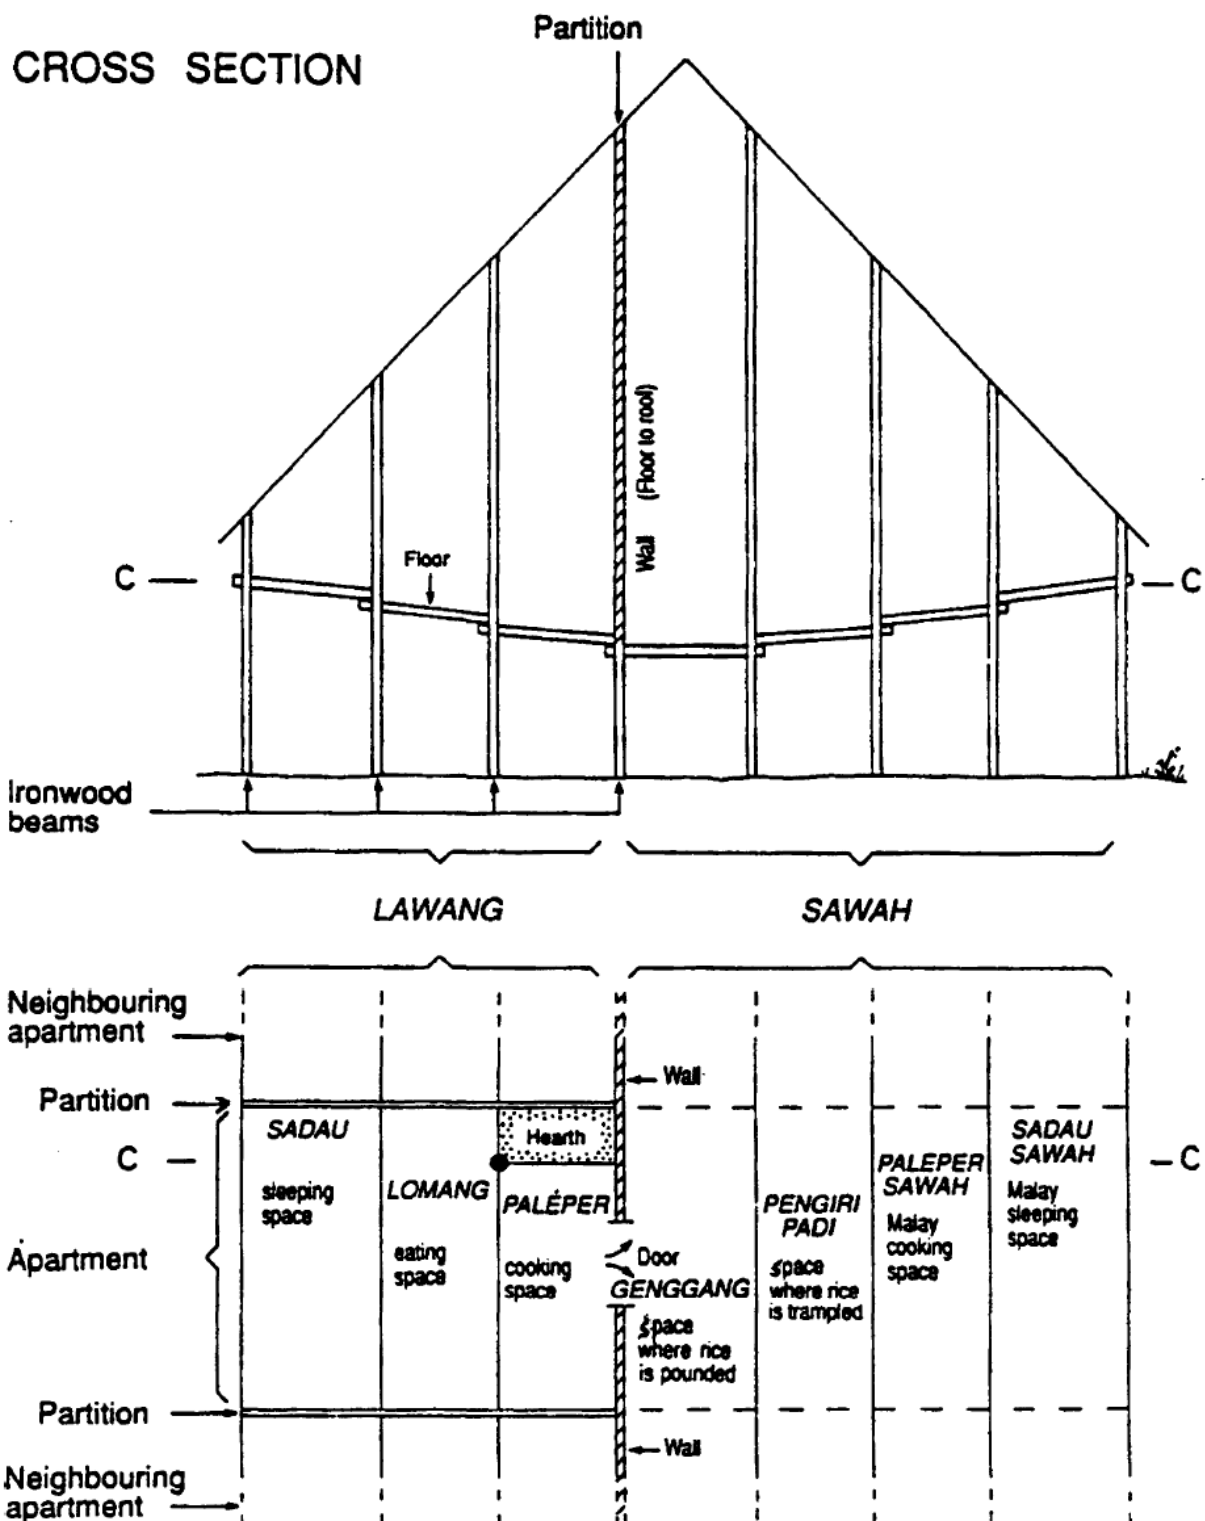 Partition
CROSS SECTION
Wall (Floor to roof)
Floor
C
C
Ironwood
beams
LAWANG
SAWAH
Neighbouring
apartment
Wall
Partition
SADAU
Hearth
SADAU
SAWAH
C
C
sleeping
space
LOMANG
PALÉPER
PALEPER
SAWAH
Malay
sleeping
space
PENGIRI
PADI
Malay
cooking
space
Apartment
eating
space
cooking
space
Door
GENGGANG
space
where rice
is trampled
space
where rice
is pounded
Partition
Wall
Neighbouring
apartment